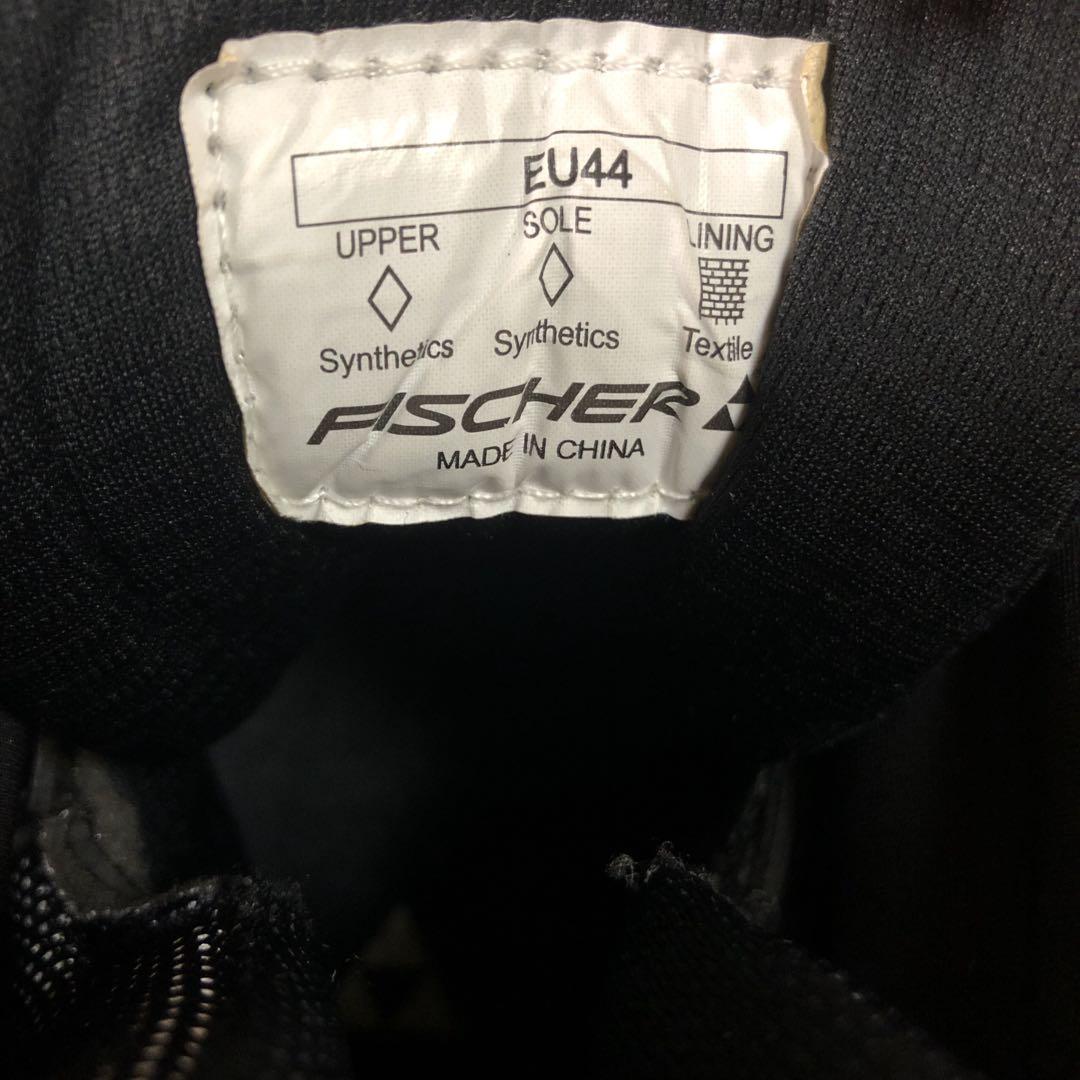 EU44
UPPER SOLE LINING
Synthetics Synthetics Textile
FISCHER
MADE IN CHINA